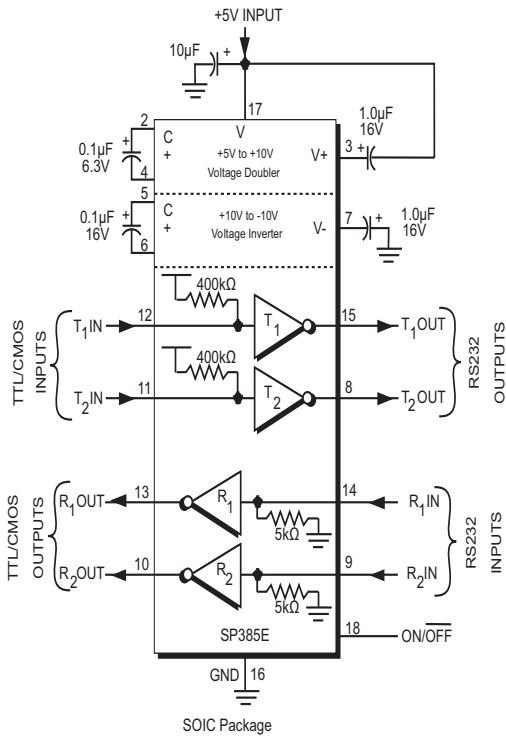 +5V INPUT
10µF +
17
2 C + V 1.0µF 16V
0.1µF 6.3V + +5V to +10V Voltage Doubler V+ 3 +
4
5 C + +10V to -10V Voltage Inverter V- 7 + 1.0µF 16V
0.1µF 16V +
6
400kΩ
TTL/CMOS INPUTS T1IN 12 T1 15 T1OUT RS232 OUTPUTS
400kΩ
T2IN 11 T2 8 T2OUT
TTL/CMOS OUTPUTS R1OUT 13 R1 14 R1IN RS232 INPUTS
5kΩ
R2OUT 10 R2 9 R2IN
5kΩ
SP385E 18 ON/OFF
GND 16
SOIC Package